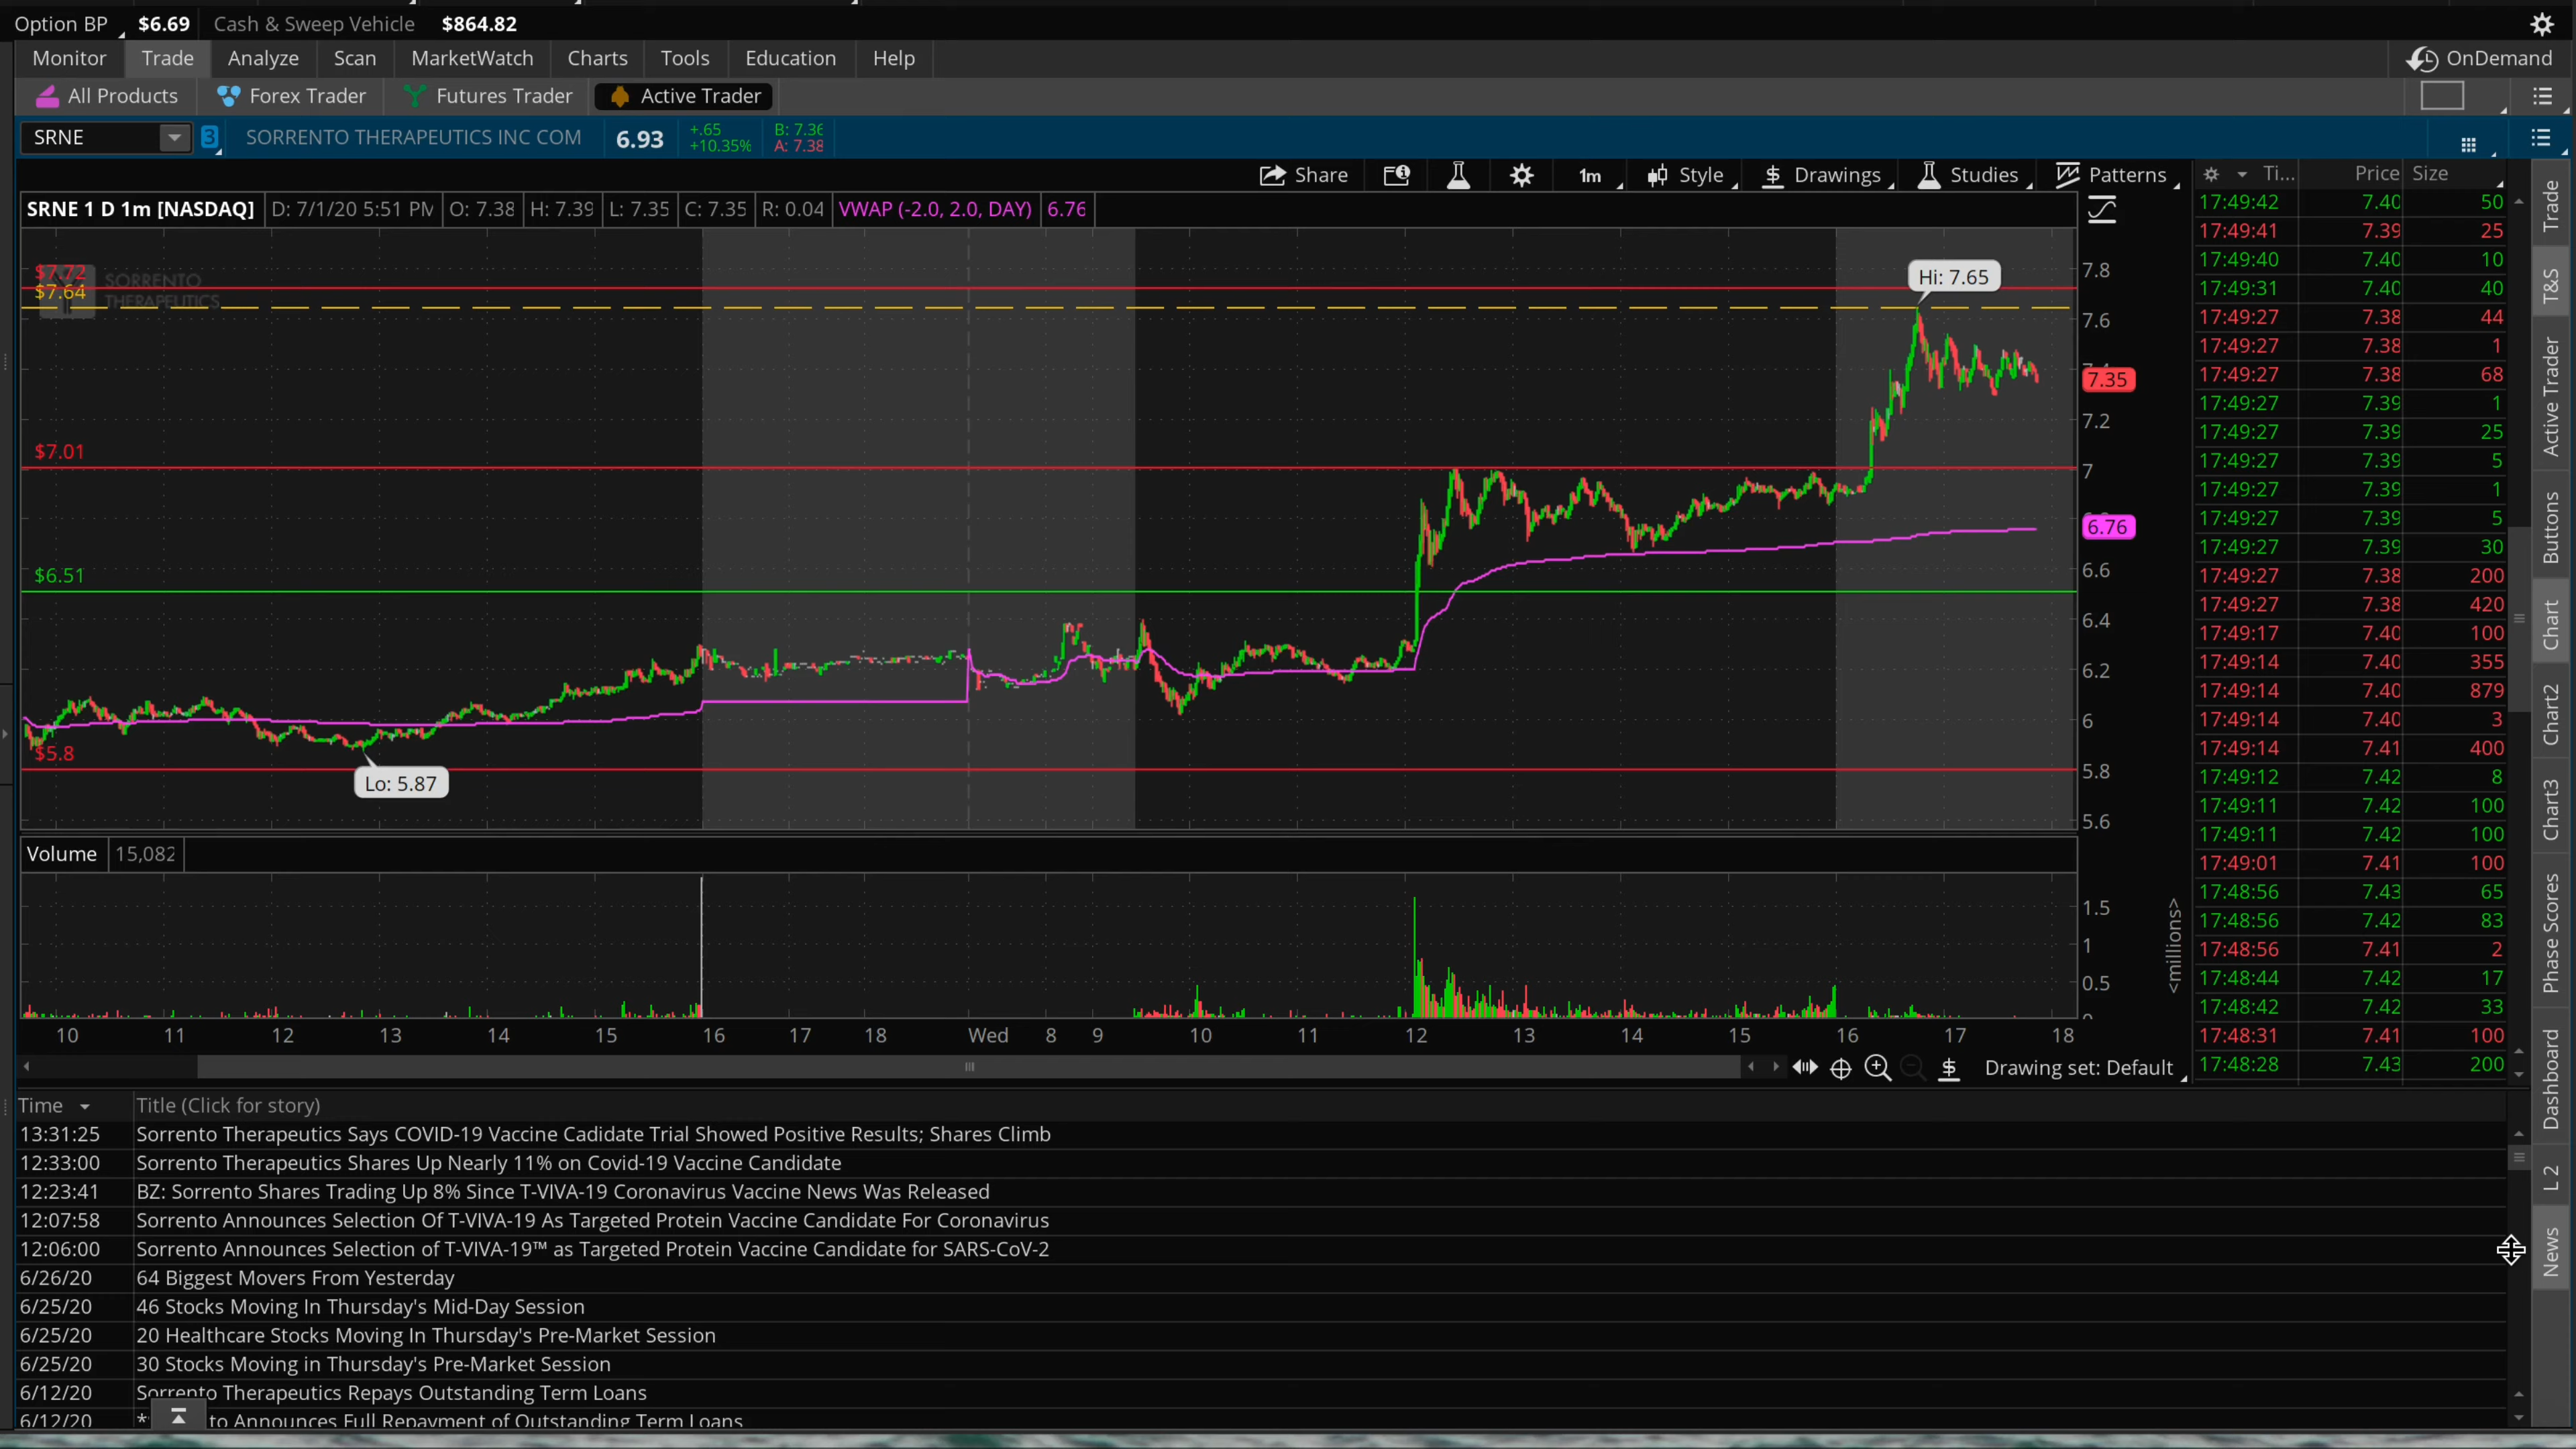 Option BP $6.69 Cash & Sweep Vehicle $864.82
Monitor Trade Analyze Scan MarketWatch Charts Tools Education Help OnDemand
All Products Forex Trader Futures Trader Active Trader
SRNE 3 SORRENTO THERAPEUTICS INC COM 6.93 +.65 +10.35% B: 7.36 A: 7.38
Share 1m Style Drawings Studies Patterns
SRNE 1 D 1m [NASDAQ] D: 7/1/20 5:51 PM O: 7.38 H: 7.39 L: 7.35 C: 7.35 R: 0.04 VWAP (-2.0, 2.0, DAY) 6.76
$7.72
$7.64
SORRENTO
THERAPEUTICS
Hi: 7.65
$7.01
$6.51
$5.8
Lo: 5.87
7.8
7.6
7.35
7.2
7
6.76
6.6
6.4
6.2
6
5.8
5.6
Volume 15,082
1.5
1
0.5
<millions>
10 11 12 13 14 15 16 17 18 Wed 8 9 10 11 12 13 14 15 16 17 18
Drawing set: Default
Ti... Price Size
17:49:42 7.40 50
17:49:41 7.39 25
17:49:40 7.40 10
17:49:31 7.40 40
17:49:27 7.38 44
17:49:27 7.38 1
17:49:27 7.38 68
17:49:27 7.39 1
17:49:27 7.39 25
17:49:27 7.39 5
17:49:27 7.39 1
17:49:27 7.39 5
17:49:27 7.39 30
17:49:27 7.38 200
17:49:27 7.38 420
17:49:17 7.40 100
17:49:14 7.40 355
17:49:14 7.40 879
17:49:14 7.40 3
17:49:14 7.41 400
17:49:12 7.42 8
17:49:11 7.42 100
17:49:11 7.42 100
17:49:01 7.41 100
17:48:56 7.43 65
17:48:56 7.42 83
17:48:56 7.41 2
17:48:44 7.42 17
17:48:42 7.42 33
17:48:31 7.41 100
17:48:28 7.43 200
Trade
T&S
Active Trader
Buttons
Chart
Chart2
Chart3
Phase Scores
Dashboard
L 2
News
Time Title (Click for story)
13:31:25 Sorrento Therapeutics Says COVID-19 Vaccine Cadidate Trial Showed Positive Results; Shares Climb
12:33:00 Sorrento Therapeutics Shares Up Nearly 11% on Covid-19 Vaccine Candidate
12:23:41 BZ: Sorrento Shares Trading Up 8% Since T-VIVA-19 Coronavirus Vaccine News Was Released
12:07:58 Sorrento Announces Selection Of T-VIVA-19 As Targeted Protein Vaccine Candidate For Coronavirus
12:06:00 Sorrento Announces Selection of T-VIVA-19™ as Targeted Protein Vaccine Candidate for SARS-CoV-2
6/26/20 64 Biggest Movers From Yesterday
6/25/20 46 Stocks Moving In Thursday's Mid-Day Session
6/25/20 20 Healthcare Stocks Moving In Thursday's Pre-Market Session
6/25/20 30 Stocks Moving in Thursday's Pre-Market Session
6/12/20 Sorrento Therapeutics Repays Outstanding Term Loans
6/12/20 * to Announces Full Repayment of Outstanding Term Loans